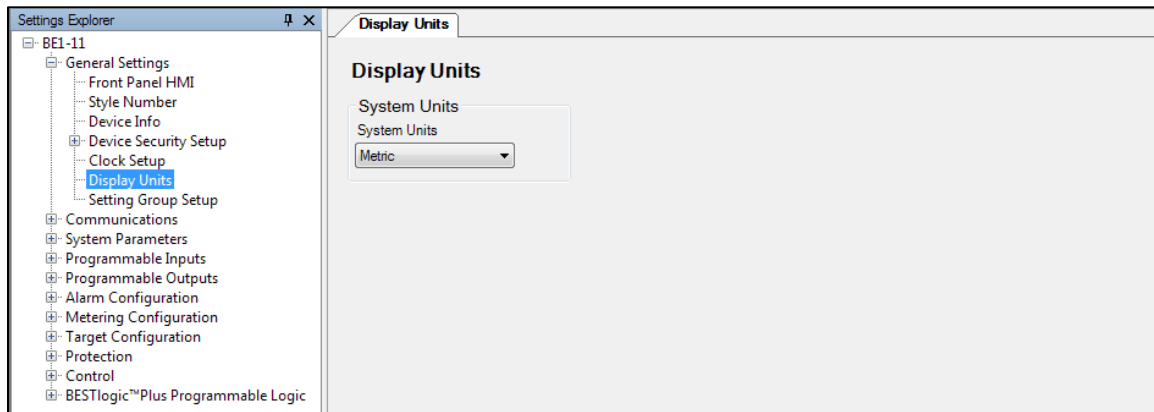 Settings Explorer
BE1-11
General Settings
Front Panel HMI
Style Number
Device Info
Device Security Setup
Clock Setup
Display Units
Setting Group Setup
Communications
System Parameters
Programmable Inputs
Programmable Outputs
Alarm Configuration
Metering Configuration
Target Configuration
Protection
Control
BESTlogic™Plus Programmable Logic
Display Units
Display Units
System Units
System Units
Metric